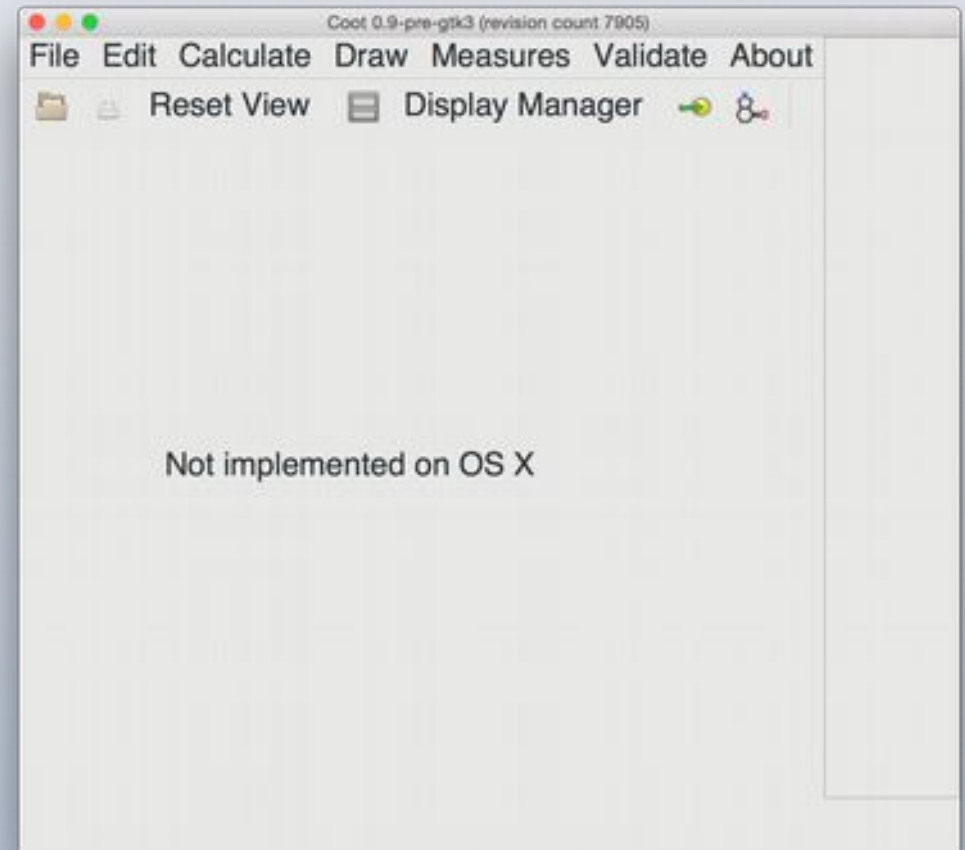 Coot 0.9-pre-gtk3 (revision count 7905)
File Edit Calculate Draw Measures Validate About
Reset View Display Manager
Not implemented on OS X